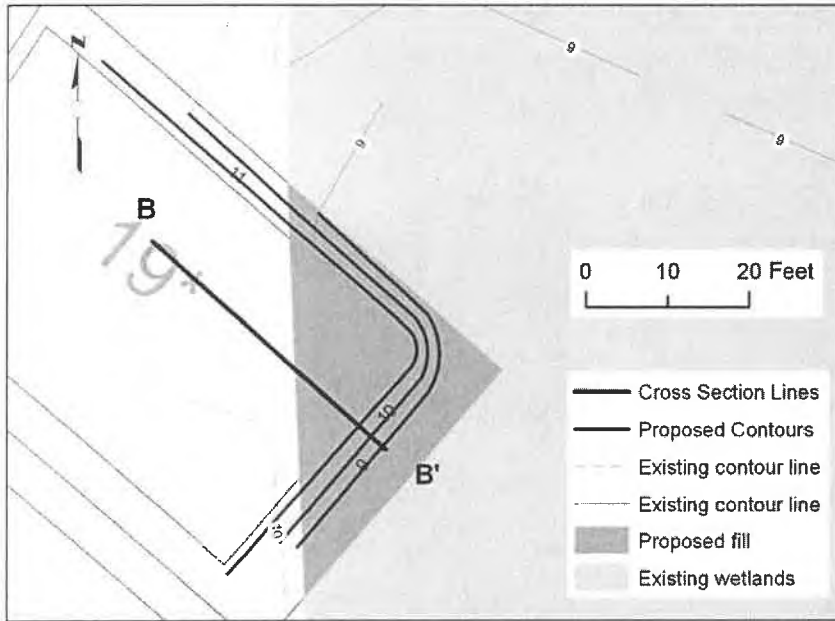 9
Z
9
9
9
11
B
19*
0 10 20 Feet
Cross Section Lines
10
Proposed Contours
9
B'
Existing contour line
Existing contour line
10
Proposed fill
Existing wetlands